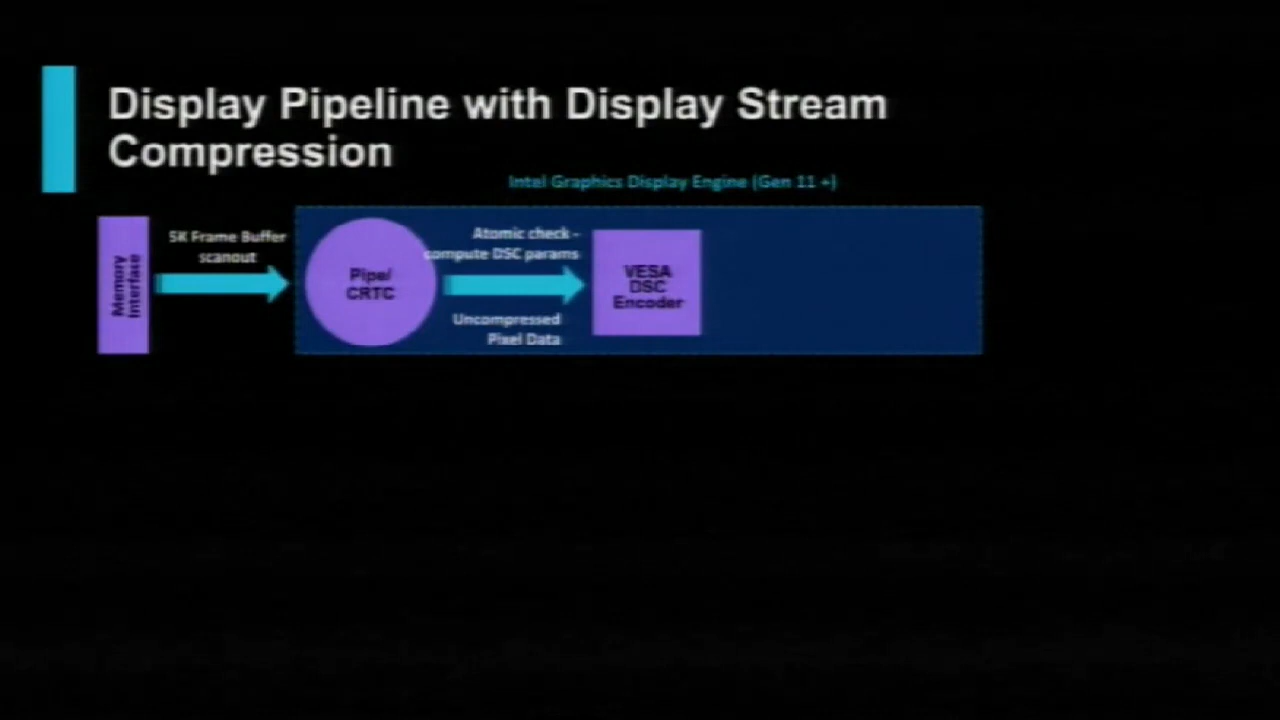 Display Pipeline with Display Stream
Compression
Intel Graphics Display Engine (Gen 11 +)
Memory
Interface
5K Frame Buffer
scanout
Pipe/
CRTC
Atomic check -
compute DSC params
Uncompressed
Pixel Data
VESA
DSC
Encoder